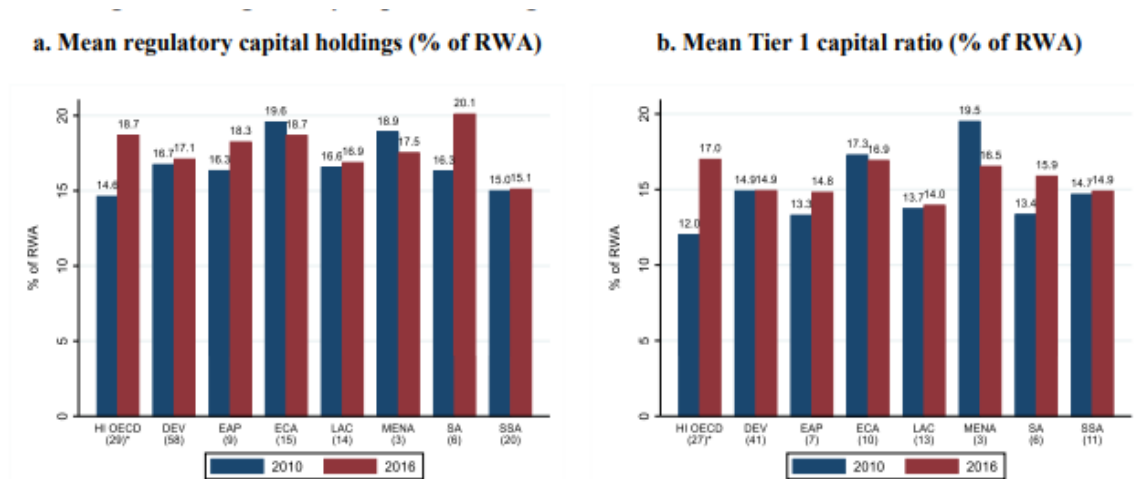 a. Mean regulatory capital holdings (% of RWA)
% of RWA
20
15
10
5
0
14.6 18.7 16.7 17.1 16.3 18.3 19.6 18.7 16.6 16.9 18.9 17.5 16.3 20.1 15.0 15.1
HI OECD DEV EAP ECA LAC MENA SA SSA
(29)* (58) (9) (15) (14) (3) (6) (20)
2010 2016
b. Mean Tier 1 capital ratio (% of RWA)
% of RWA
20
15
10
5
0
12.0 17.0 14.9 14.9 13.3 14.8 17.3 16.9 13.7 14.0 19.5 16.5 13.4 15.9 14.7 14.9
HI OECD DEV EAP ECA LAC MENA SA SSA
(27)* (41) (7) (10) (13) (3) (6) (11)
2010 2016